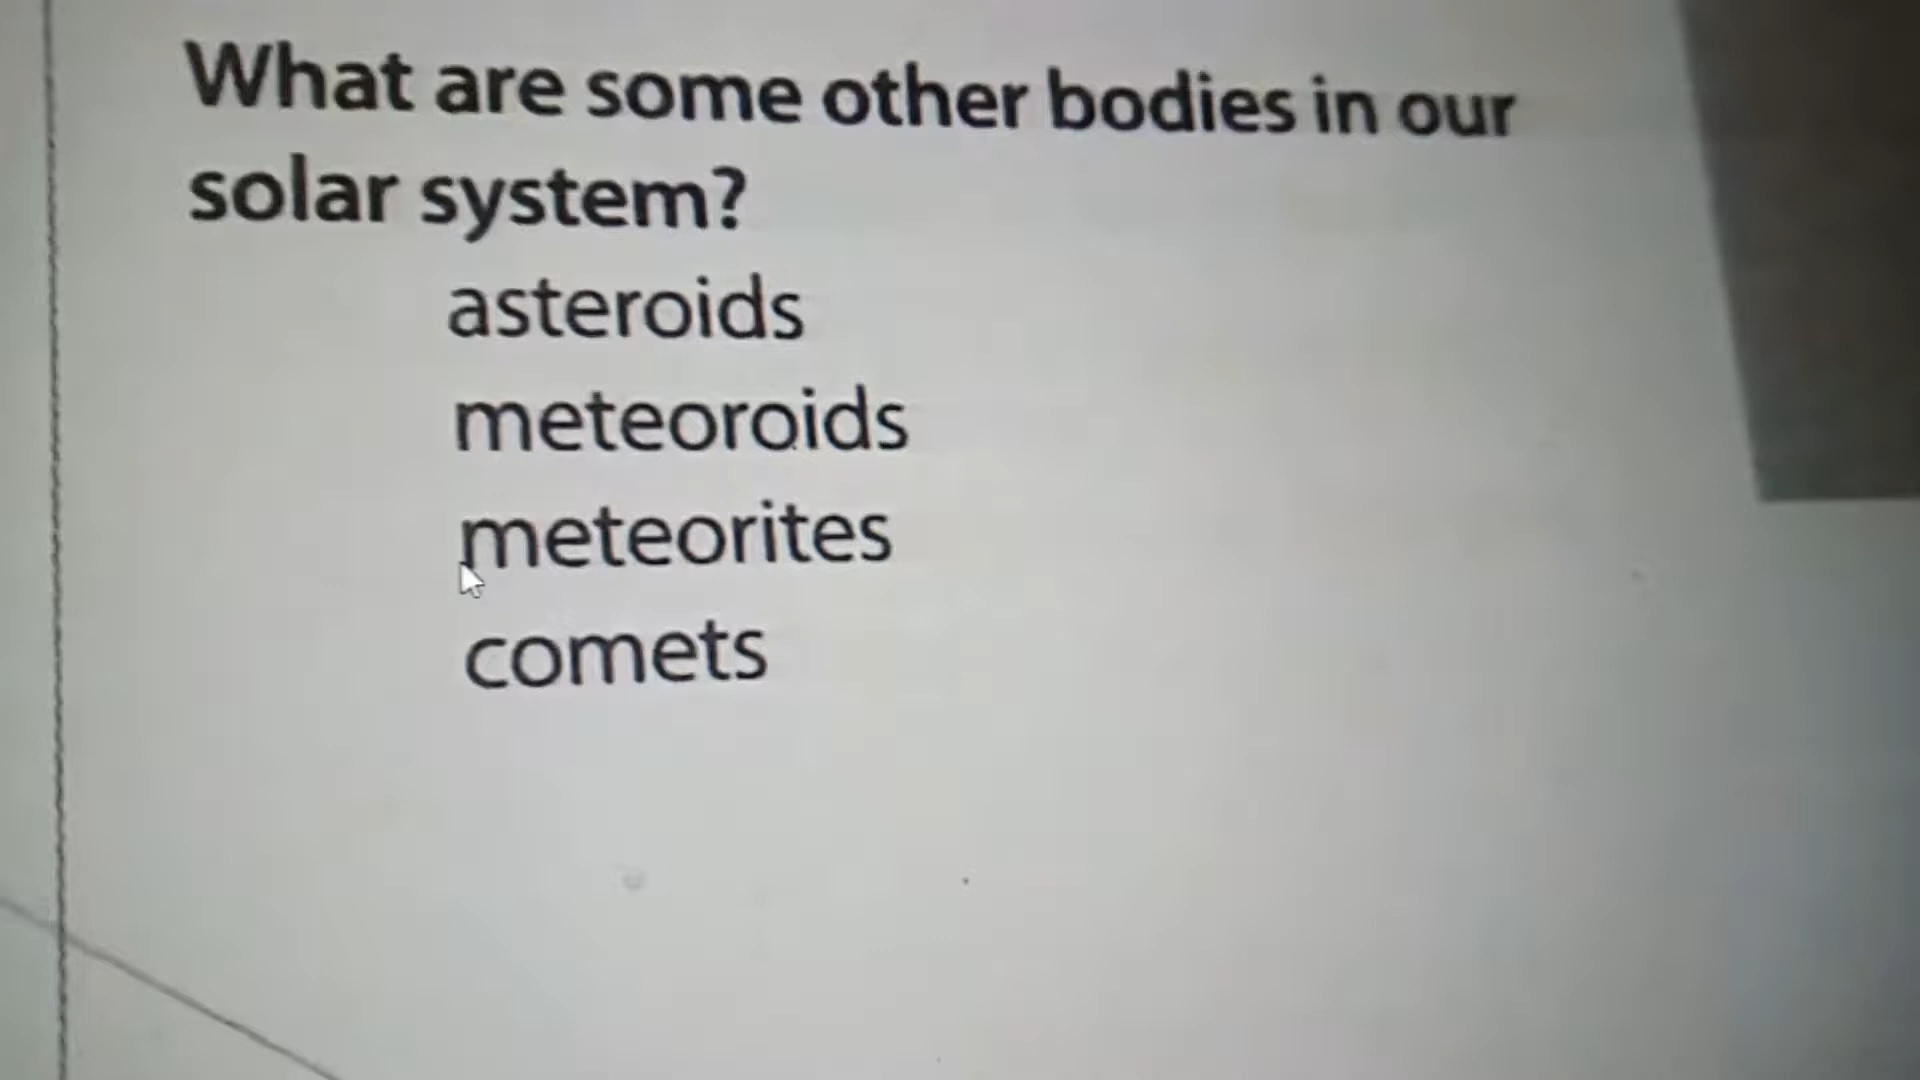 What are some other bodies in our
solar system?
asteroids
meteoroids
meteorites
comets